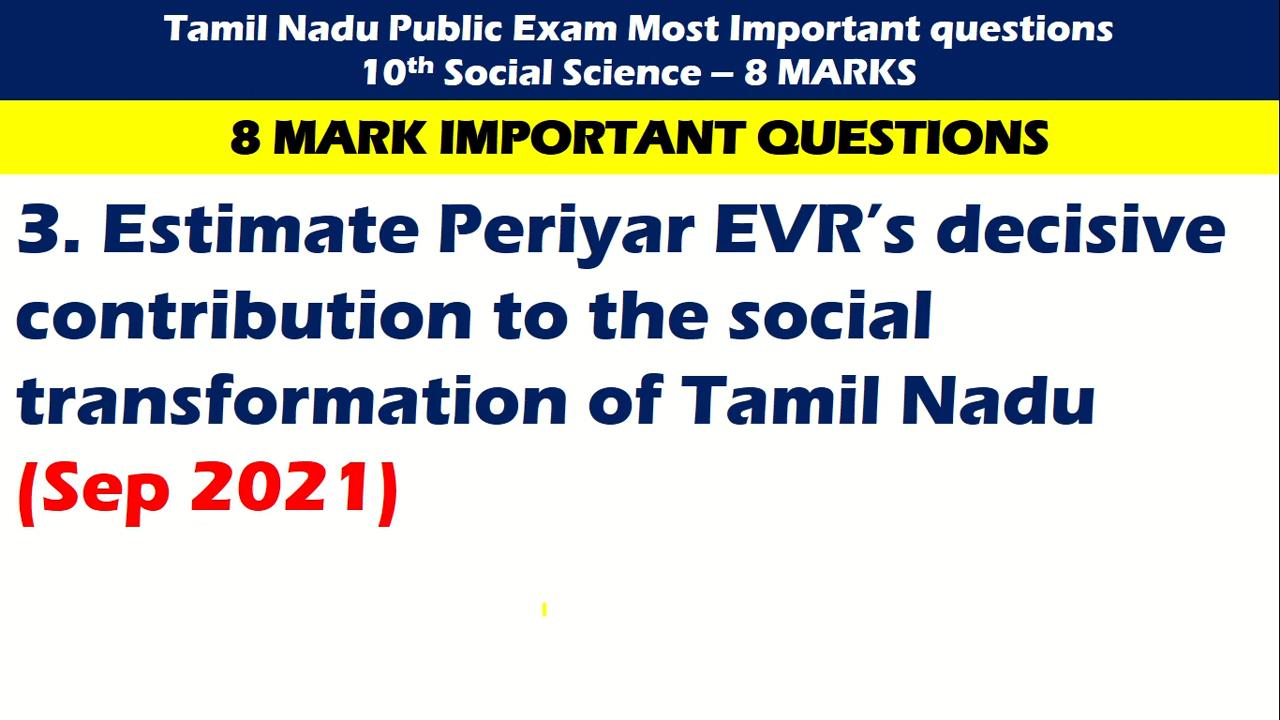 Tamil Nadu Public Exam Most Important questions
10th Social Science – 8 MARKS
8 MARK IMPORTANT QUESTIONS
3. Estimate Periyar EVR’s decisive
contribution to the social
transformation of Tamil Nadu
(Sep 2021)